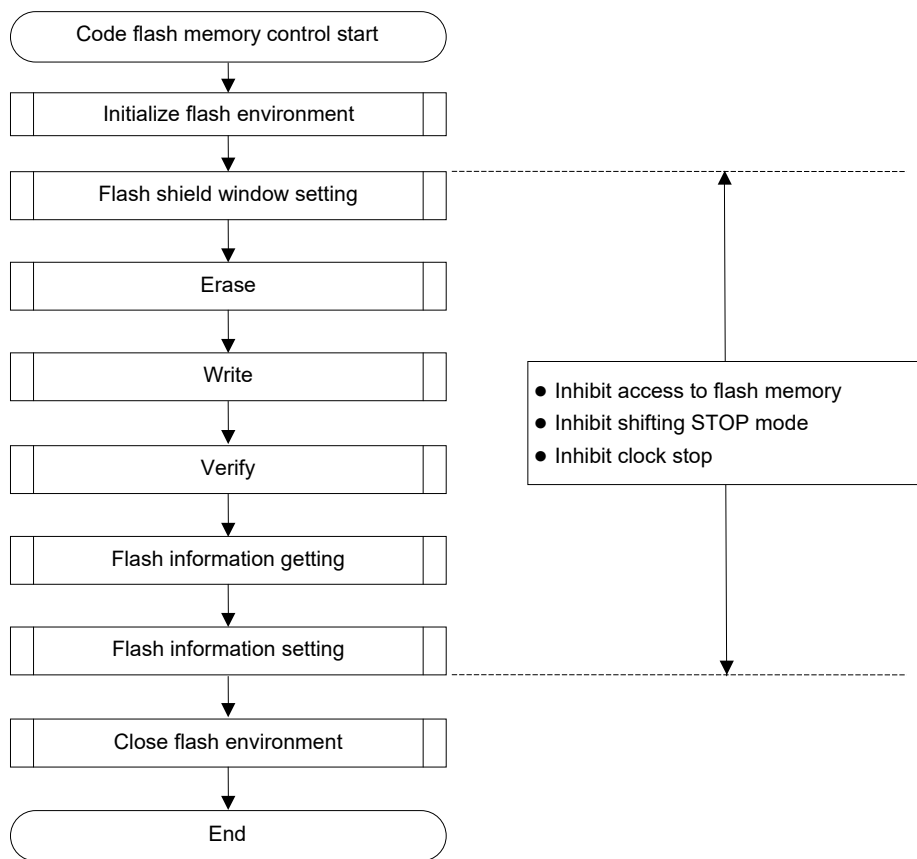 Code flash memory control start
Initialize flash environment
Flash shield window setting
Erase
Write
Verify
Flash information getting
Flash information setting
Close flash environment
End
● Inhibit access to flash memory
● Inhibit shifting STOP mode
● Inhibit clock stop